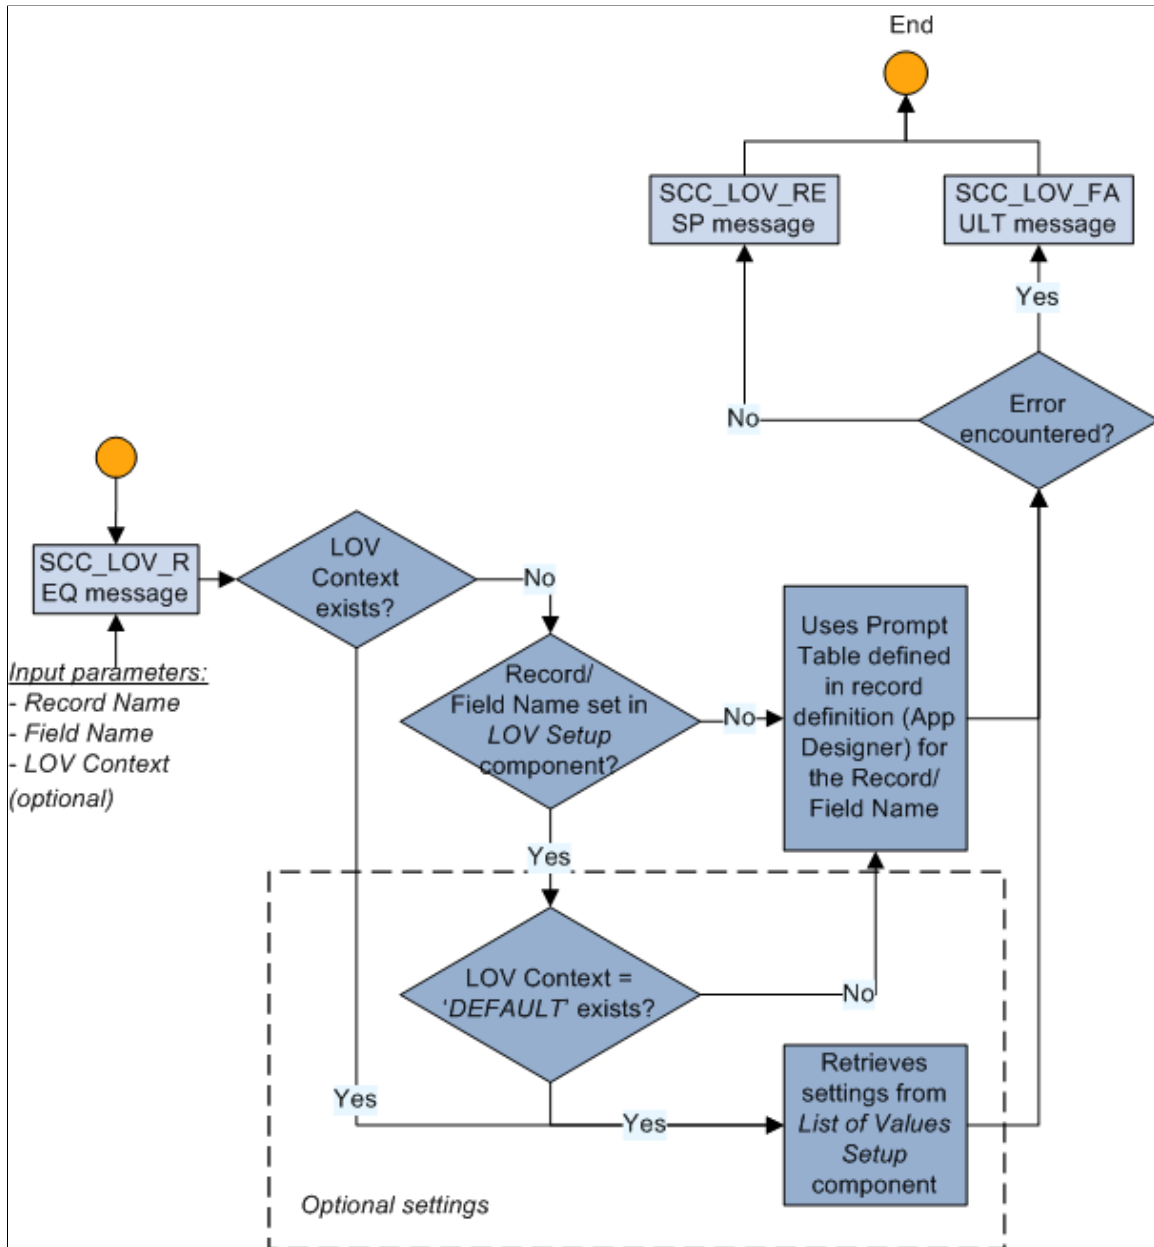 End
SCC_LOV_RE
SP message
SCC_LOV_FA
ULT message
Yes
No
Error
encountered?
SCC_LOV_R
EQ message
LOV
Context
exists?
No
Input parameters:
- Record Name
- Field Name
- LOV Context
(optional)
Record/
Field Name set in
LOV Setup
component?
No
Uses Prompt
Table defined
in record
definition (App
Designer) for
the Record/
Field Name
Yes
LOV Context =
‘DEFAULT’ exists?
No
Yes
Yes
Retrieves
settings from
List of Values
Setup
component
Optional settings